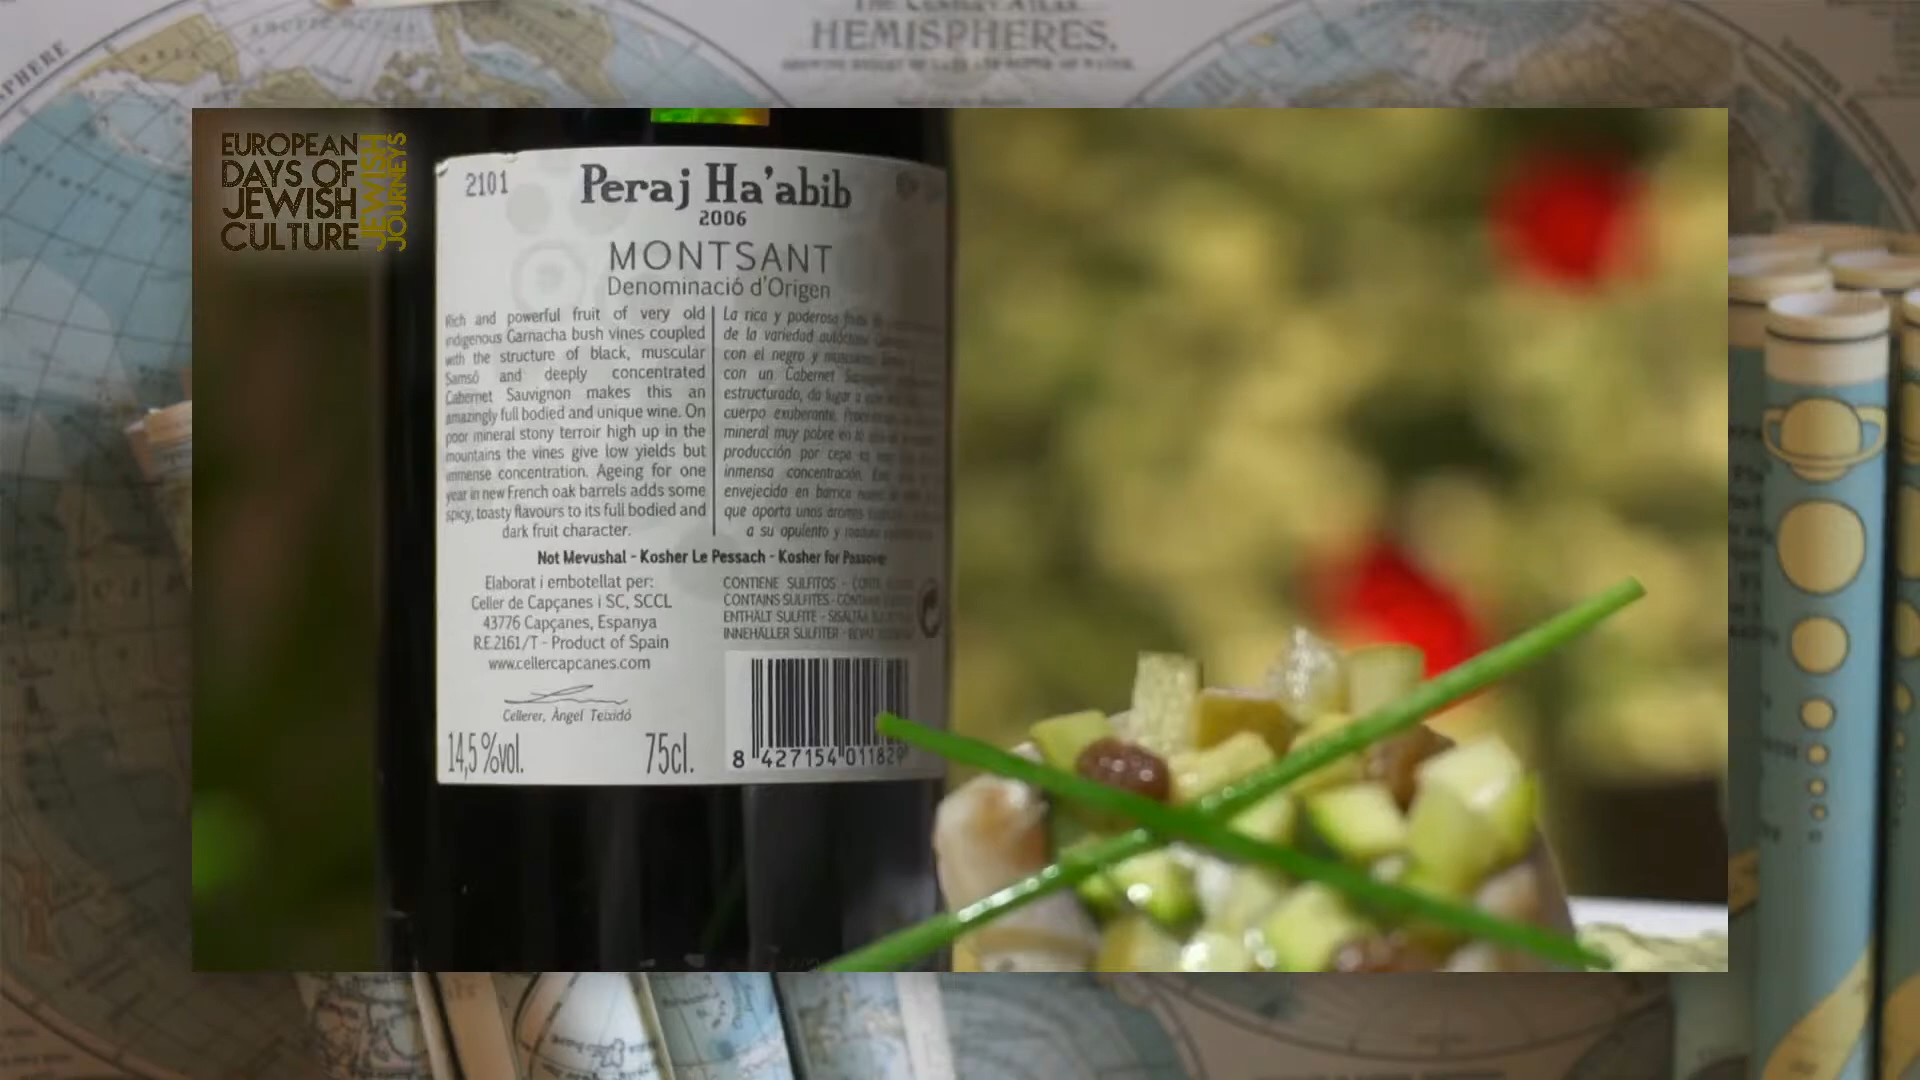 HEMISPHERES.
EUROPEAN
DAYS OF
JEWISH
CULTURE
JEWISH
JOURNEYS
2101
Peraj Ha'abib
2006
MONTSANT
Denominació d'Origen
Rich and powerful fruit of very old
indigenous Garnacha bush vines coupled
with the structure of black, muscular
Samsó and deeply concentrated
Cabernet Sauvignon makes this an
amazingly full bodied and unique wine. On
poor mineral stony terroir high up in the
mountains the vines give low yields but
immense concentration. Ageing for one
year in new French oak barrels adds some
spicy, toasty flavours to its full bodied and
dark fruit character.
La rica y poderosa fruta
de la variedad autóctona
con el negro y
con un Cabernet
estructurado, da lugar a
cuerpo exuberante.
mineral muy pobre en
producción por cepa
inmensa concentración.
envejecido en barrica
que aporta unos aromas
a su opulento y
Not Mevushal - Kosher Le Pessach - Kosher for Passover
Elaborat i embotellat per:
Celler de Capçanes i SC, SCCL
43776 Capçanes, Espanya
R.E.2161/T - Product of Spain
www.cellercapcanes.com
Cellerer, Àngel Teixidó
CONTIENE SULFITOS -
CONTAINS SULFITES -
ENTHÄLT SULFITE -
INNEHÅLLER SULFITER -
14,5 %vol.
75cl.
8 427154 011829